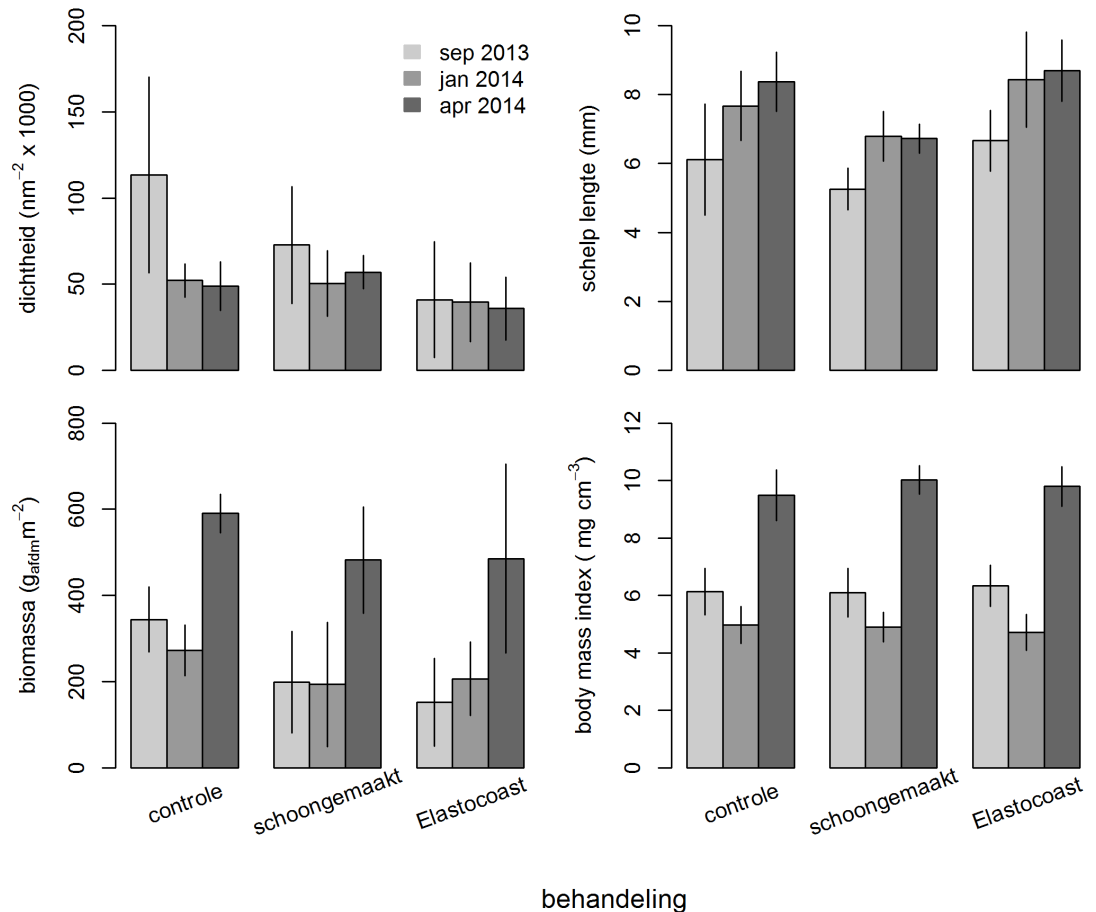 dichtheid (nm⁻² x 1000)
0 50 100 150 200
sep 2013
jan 2014
apr 2014
schelp lengte (mm)
0 2 4 6 8 10
biomassa (gafdmm⁻²)
0 200 400 600 800
controle
schoongemaakt
Elastocoast
body mass index ( mg cm⁻³)
0 2 4 6 8 10 12
controle
schoongemaakt
Elastocoast
behandeling